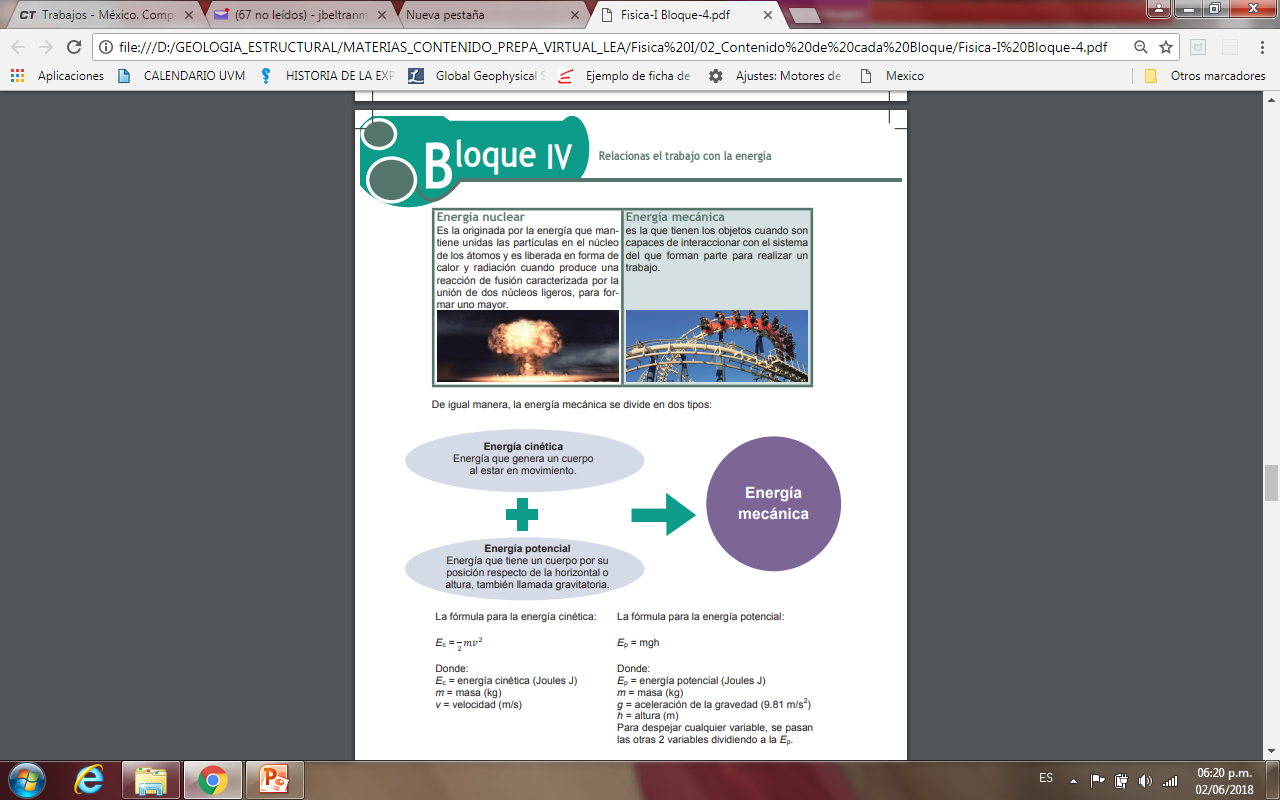 CT Trabajos - México. Comp
(67 no leídos) - jbeltranm
Nueva pestaña
Fisica-I Bloque-4.pdf
file:///D:/GEOLOGIA_ESTRUCTURAL/MATERIAS_CONTENIDO_PREPA_VIRTUAL_LEA/Fisica%20I/02_Contenido%20de%20cada%20Bloque/Fisica-I%20Bloque-4.pdf
Aplicaciones
CALENDARIO UVM
HISTORIA DE LA EXP
Global Geophysical S
Ejemplo de ficha de
Ajustes: Motores de
Mexico
Otros marcadores
Bloque IV
Relacionas el trabajo con la energía
Energía nuclear
Es la originada por la energía que man-
tiene unidas las partículas en el núcleo
de los átomos y es liberada en forma de
calor y radiación cuando produce una
reacción de fusión caracterizada por la
unión de dos núcleos ligeros, para for-
mar uno mayor.
Energía mecánica
es la que tienen los objetos cuando son
capaces de interaccionar con el sistema
del que forman parte para realizar un
trabajo.
De igual manera, la energía mecánica se divide en dos tipos:
Energía cinética
Energía que genera un cuerpo
al estar en movimiento.
Energía potencial
Energía que tiene un cuerpo por su
posición respecto de la horizontal o
altura, también llamada gravitatoria.
Energía
mecánica
La fórmula para la energía cinética:
Ec = –2 mv²
Donde:
Ec = energía cinética (Joules J)
m = masa (kg)
v = velocidad (m/s)
La fórmula para la energía potencial:
Ep = mgh
Donde:
Ep = energía potencial (Joules J)
m = masa (kg)
g = aceleración de la gravedad (9.81 m/s²)
h = altura (m)
Para despejar cualquier variable, se pasan
las otras 2 variables dividiendo a la Ep.
ES
06:20 p.m.
02/06/2018